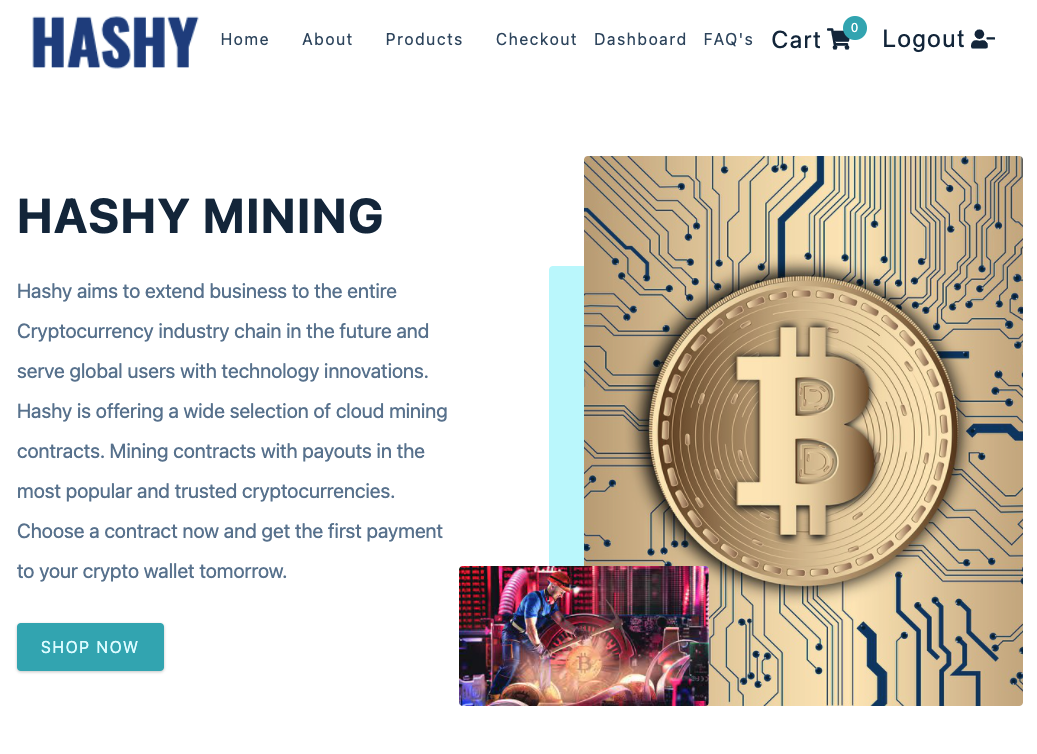 HASHY
Home
About
Products
Checkout
Dashboard
FAQ's
Cart
0
Logout
HASHY MINING
Hashy aims to extend business to the entire
Cryptocurrency industry chain in the future and
serve global users with technology innovations.
Hashy is offering a wide selection of cloud mining
contracts. Mining contracts with payouts in the
most popular and trusted cryptocurrencies.
Choose a contract now and get the first payment
to your crypto wallet tomorrow.
SHOP NOW